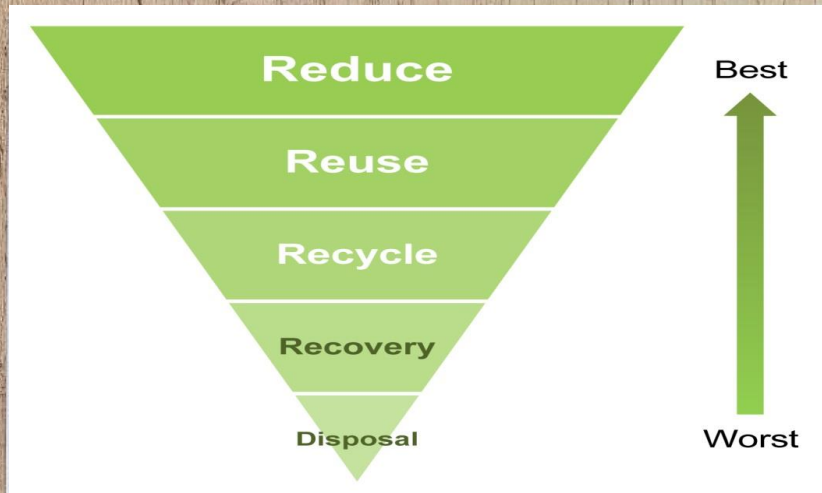 Reduce
Best
Reuse
Recycle
Recovery
Disposal
Worst